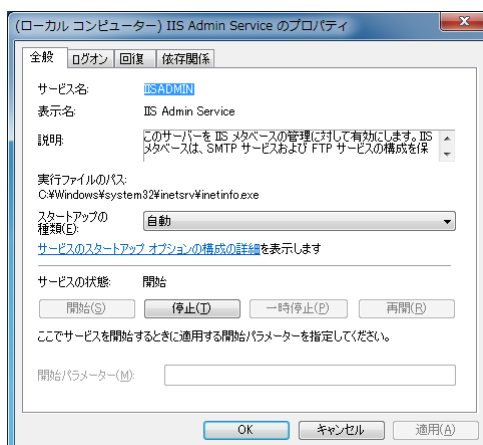 (ローカル コンピューター) IIS Admin Service のプロパティ
全般 ログオン 回復 依存関係
サービス名: IISADMIN
表示名: IIS Admin Service
説明: このサーバーを IIS メタベースの管理に対して有効にします。IIS
メタベースは、SMTP サービスおよび FTP サービスの構成を保
実行ファイルのパス:
C:¥Windows¥system32¥inetsrv¥inetinfo.exe
スタートアップの
種類(E): 自動
サービスのスタートアップ オプションの構成の詳細を表示します
サービスの状態: 開始
開始(S) 停止(T) 一時停止(P) 再開(R)
ここでサービスを開始するときに適用する開始パラメーターを指定してください。
開始パラメーター(M):
OK キャンセル 適用(A)